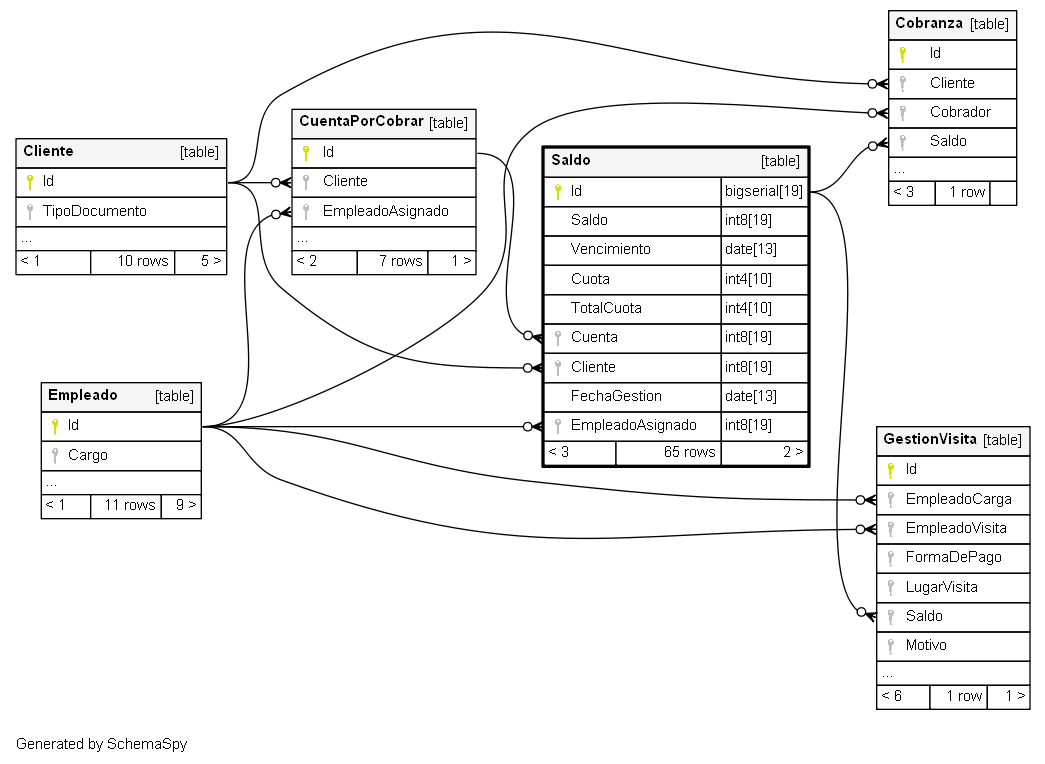 Cobranza [table]
Id
Cliente
Cobrador
Saldo
...
< 3 1 row
CuentaPorCobrar [table]
Id
Cliente
EmpleadoAsignado
...
< 2 7 rows 1 >
Cliente [table]
Id
TipoDocumento
...
< 1 10 rows 5 >
Saldo [table]
Id bigserial[19]
Saldo int8[19]
Vencimiento date[13]
Cuota int4[10]
TotalCuota int4[10]
Cuenta int8[19]
Cliente int8[19]
FechaGestion date[13]
EmpleadoAsignado int8[19]
< 3 65 rows 2 >
Empleado [table]
Id
Cargo
...
< 1 11 rows 9 >
GestionVisita [table]
Id
EmpleadoCarga
EmpleadoVisita
FormaDePago
LugarVisita
Saldo
Motivo
...
< 6 1 row 1 >
Generated by SchemaSpy